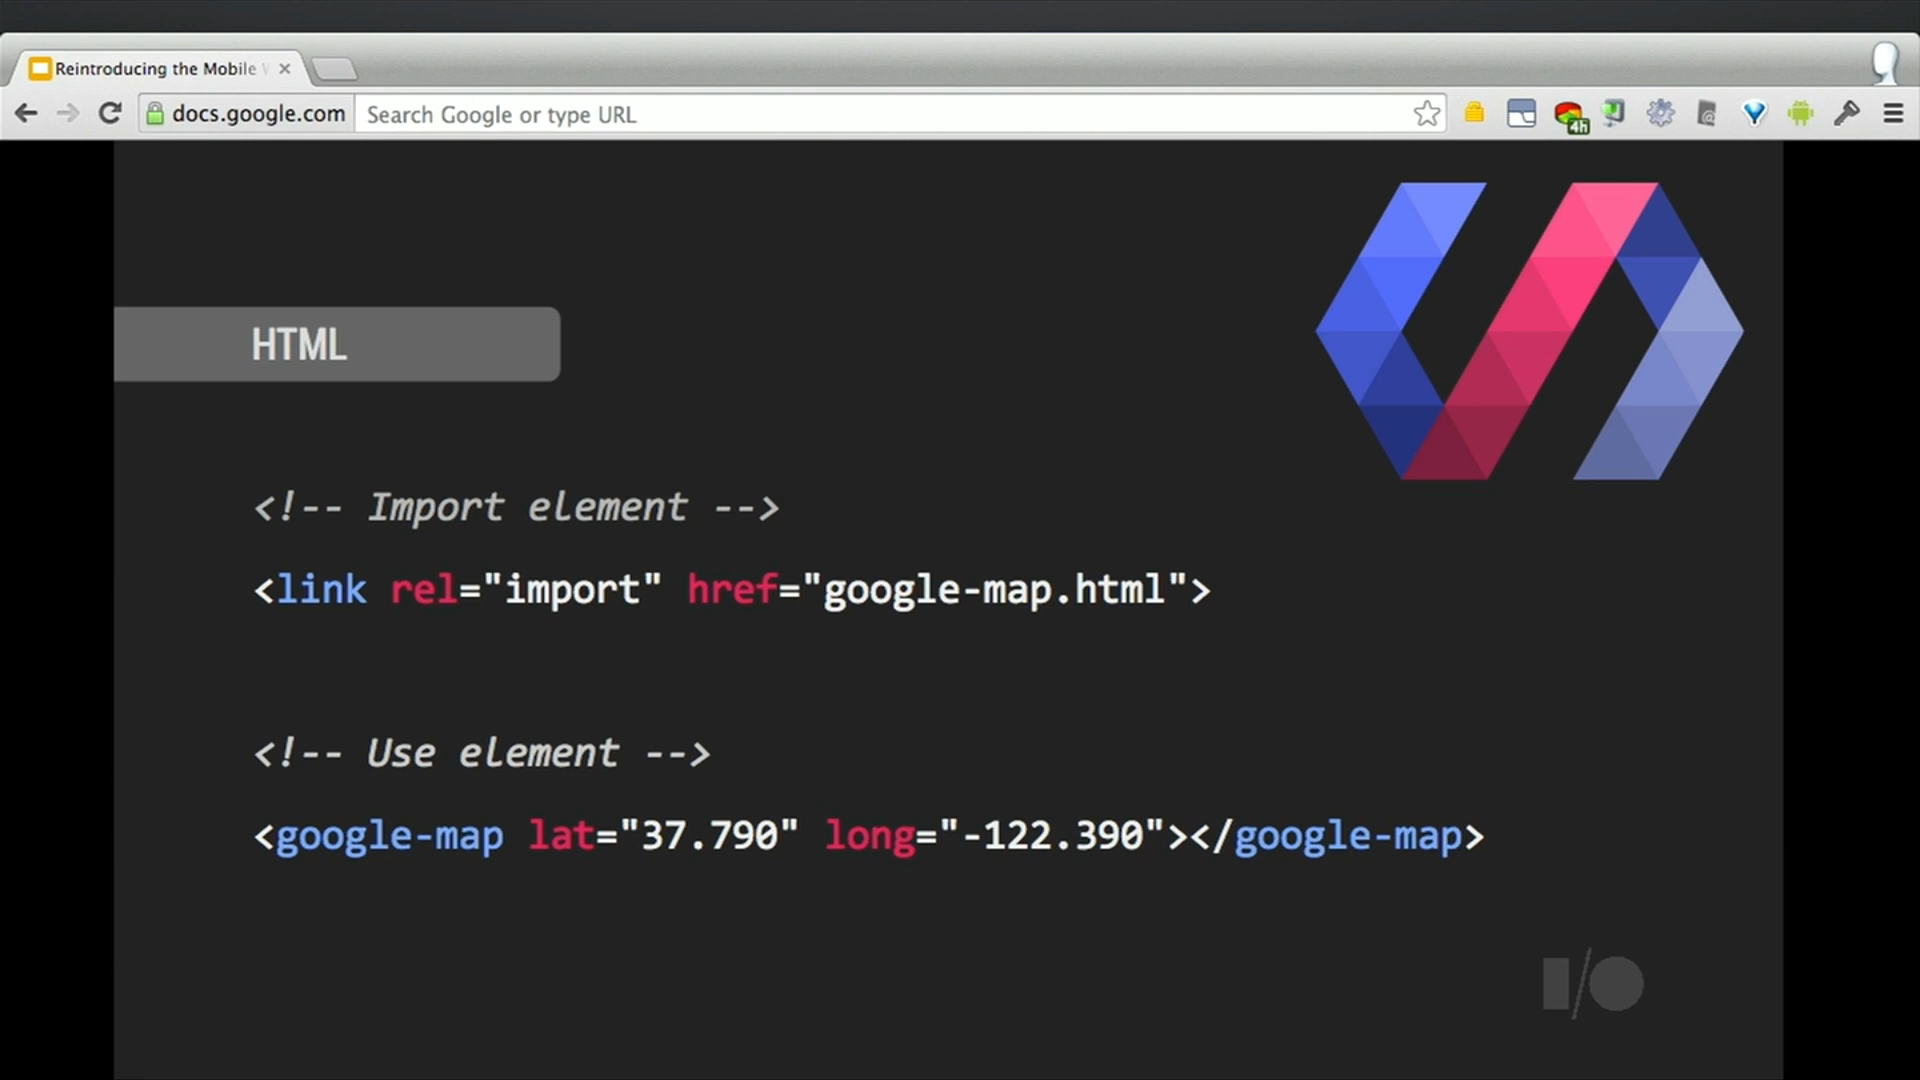 Reintroducing the Mobile
docs.google.com Search Google or type URL
4h
HTML
<!-- Import element -->
<link rel="import" href="google-map.html">
<!-- Use element -->
<google-map lat="37.790" long="-122.390"></google-map>
I/O